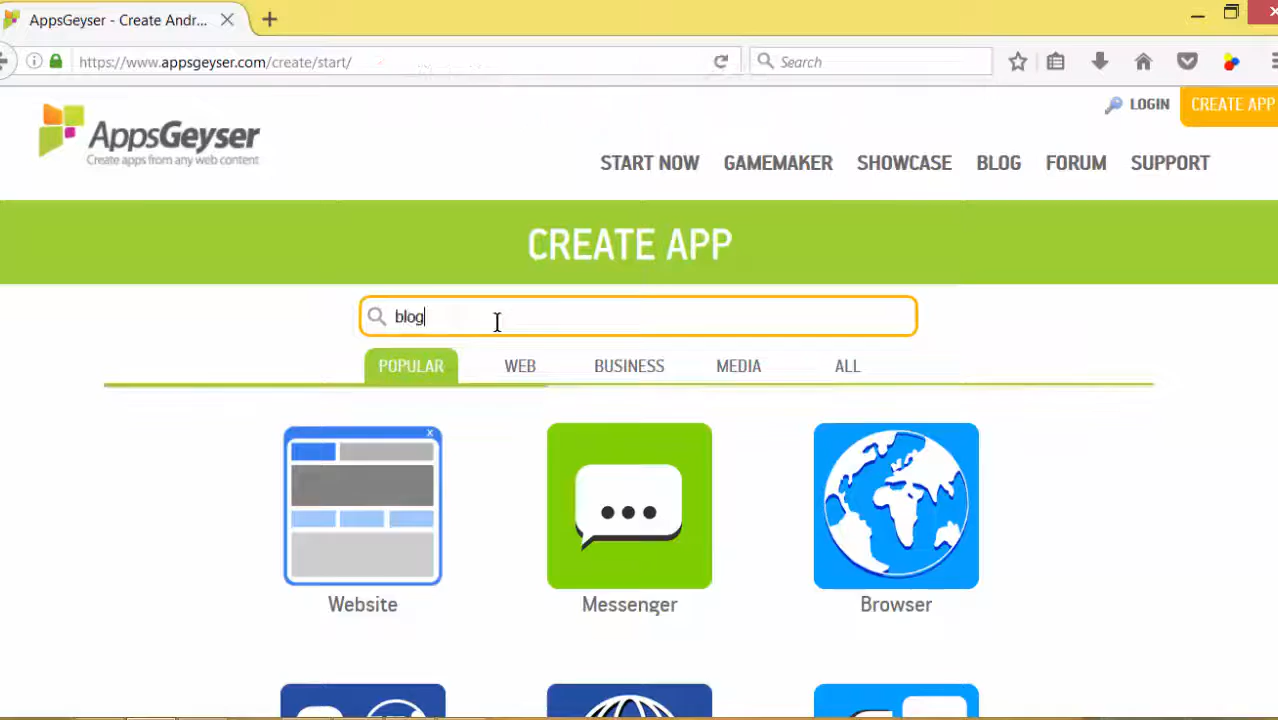 AppsGeyser - Create Andr...
https://www.appsgeyser.com/create/start/
Search
LOGIN
CREATE APP
AppsGeyser
Create apps from any web content
START NOW
GAMEMAKER
SHOWCASE
BLOG
FORUM
SUPPORT
CREATE APP
blog
POPULAR
WEB
BUSINESS
MEDIA
ALL
Website
Messenger
Browser